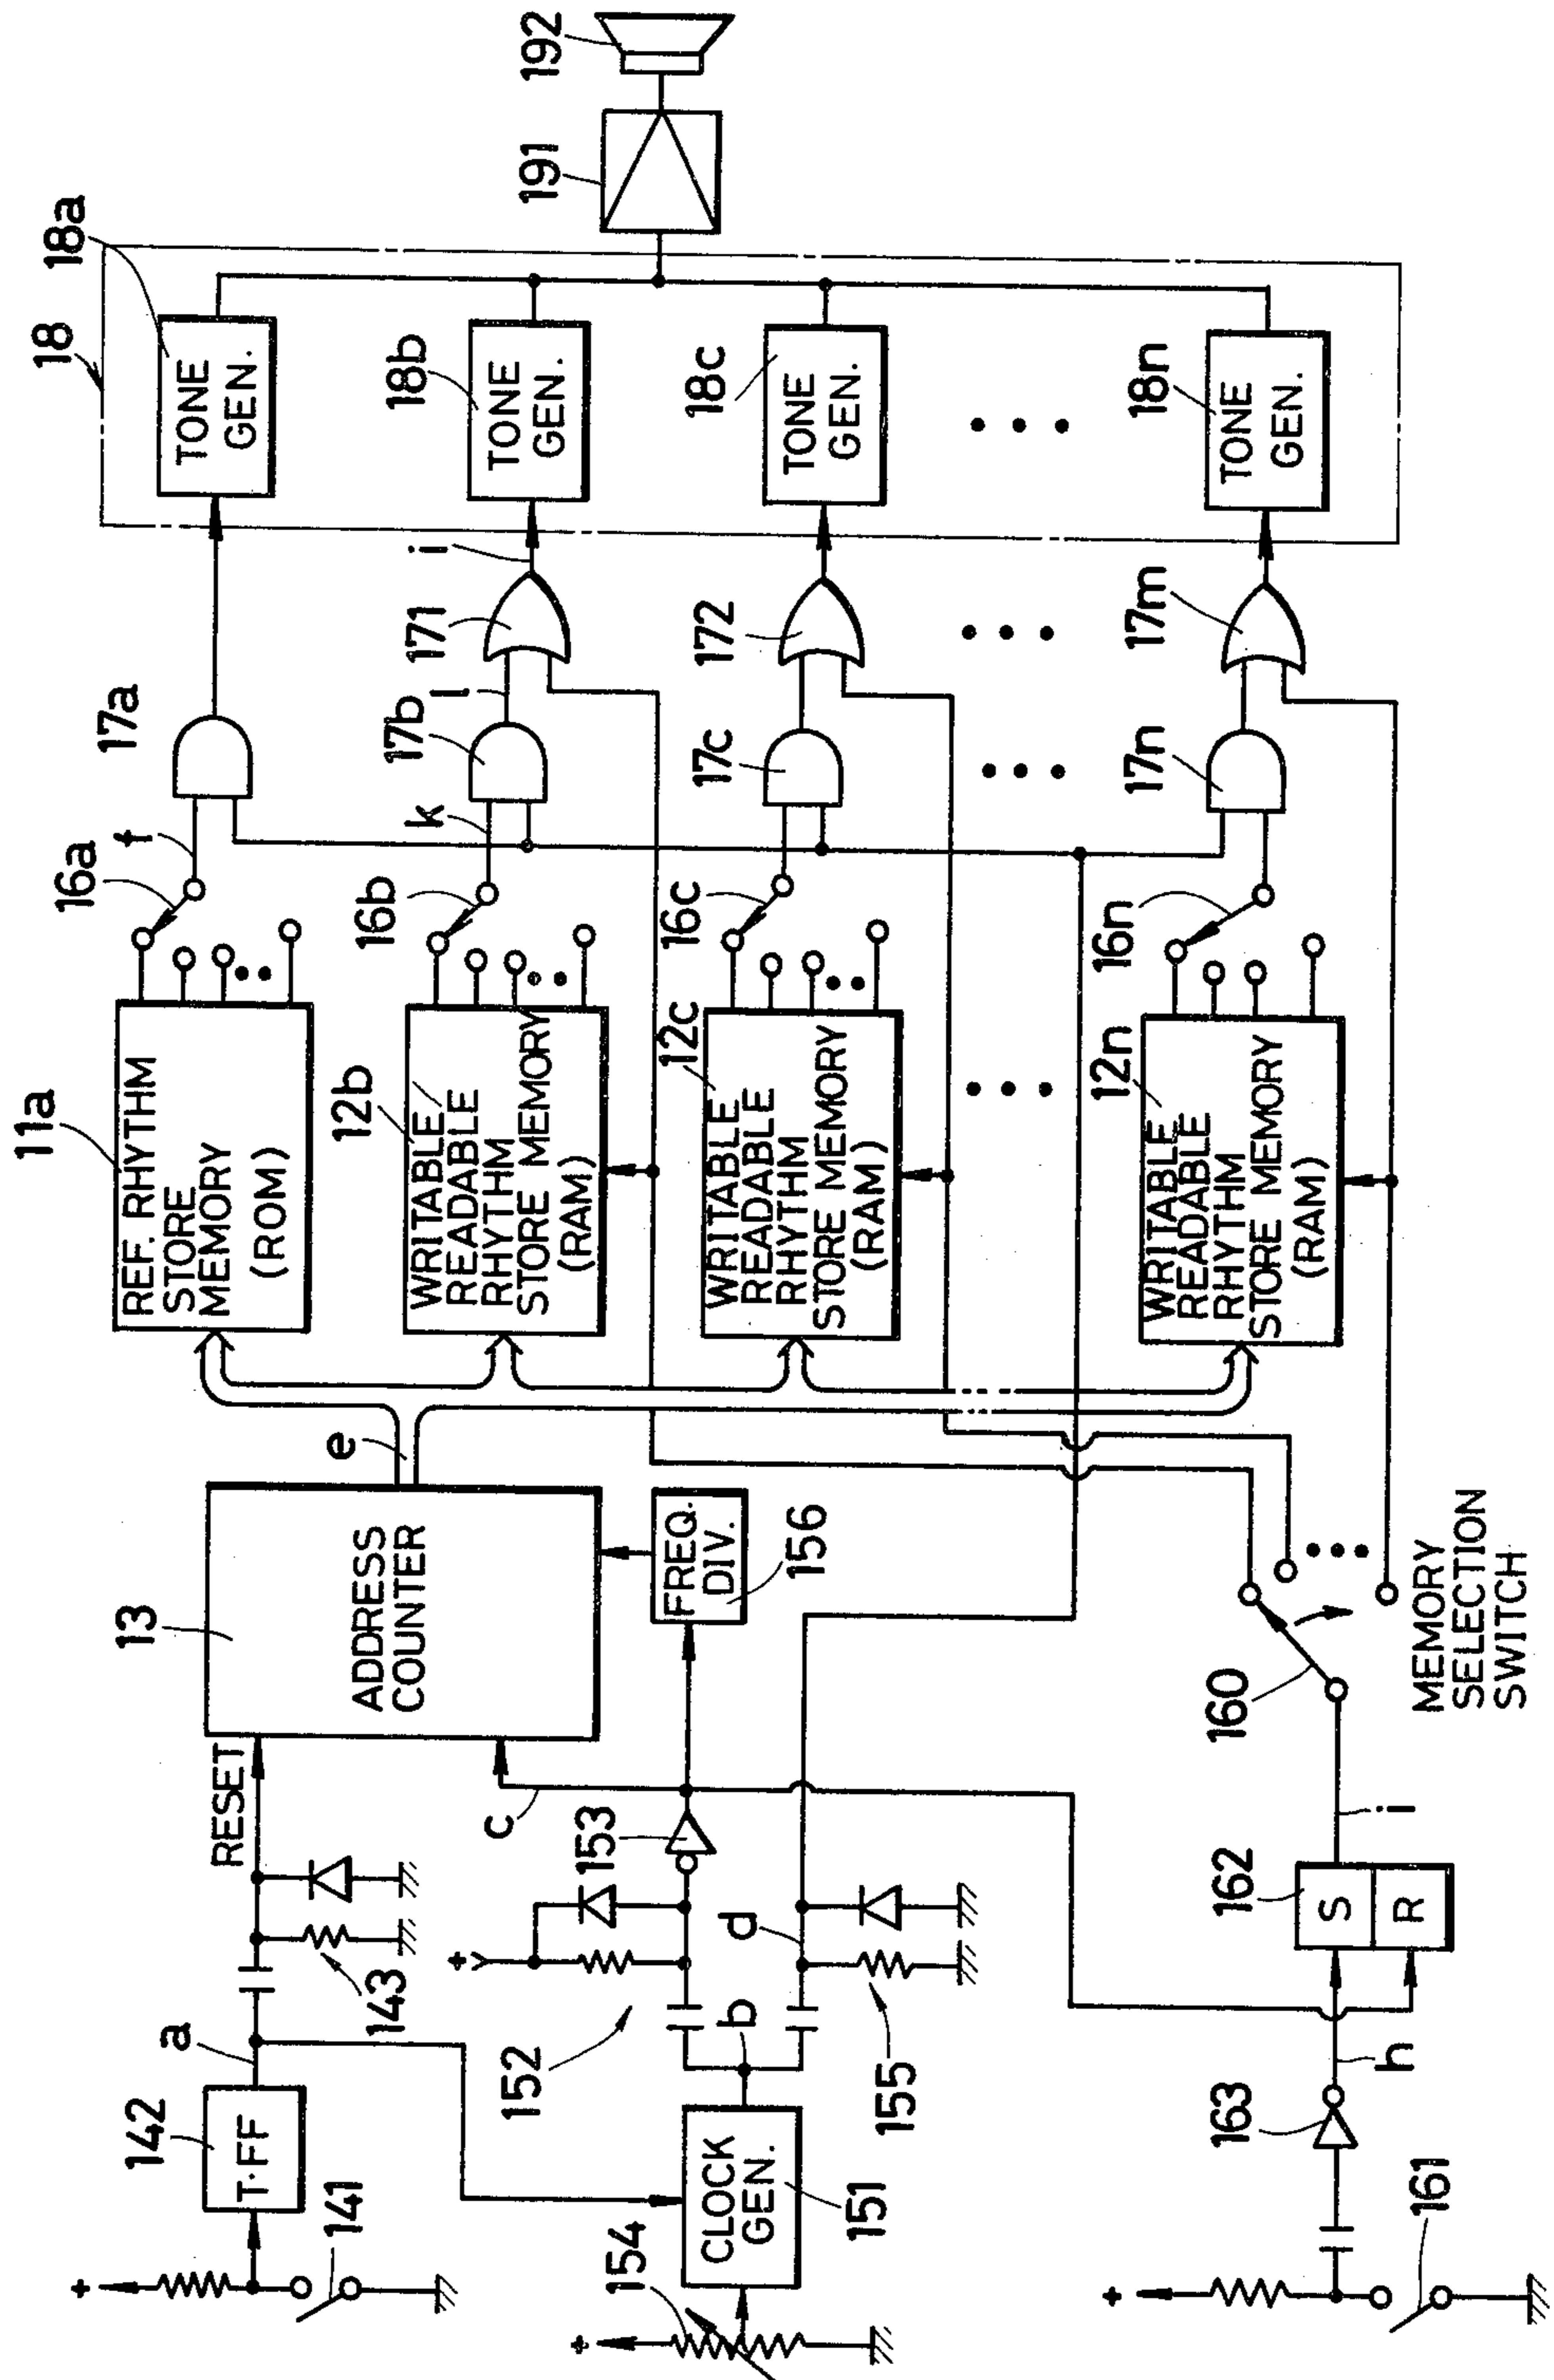 11a
REF. RHYTHM
STORE
MEMORY
(ROM)
16a
f
17a
18
18a
TONE
GEN.
13
ADDRESS
COUNTER
RESET
e
142
T·FF
141
+
a
143
12b
WRITABLE
READABLE
RHYTHM
STORE MEMORY
(RAM)
16b
k
17b
l
171
i
18b
TONE
GEN.
191
192
c
153
FREQ.
DIV.
156
152
+
d
b
155
154
+
CLOCK
GEN.
151
12c
WRITABLE
READABLE
RHYTHM
STORE MEMORY
(RAM)
16c
17c
172
18c
TONE
GEN.
12n
WRITABLE
READABLE
RHYTHM
STORE MEMORY
(RAM)
16n
17n
17m
18n
TONE
GEN.
160
MEMORY
SELECTION
SWITCH
i
162
S
R
h
163
161
+